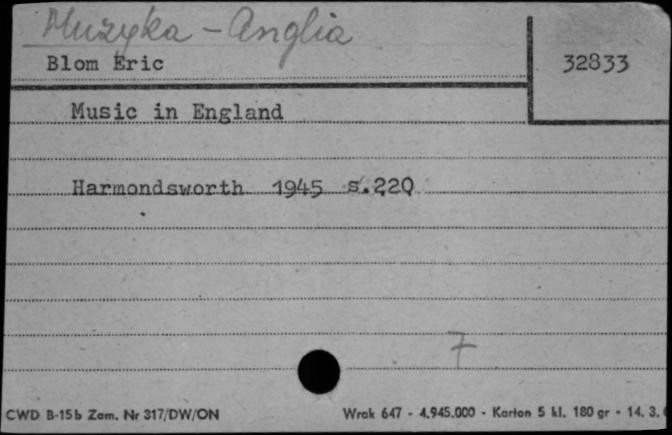 Muzyka - Anglia
Blom Eric
32833
Music in England
Harmondsworth 1945 s.220
7
CWD B-15b Zam. Nr 317/DW/ON
Wrak 647 - 4.945.000 - Karton 5 kl. 180 gr - 14. 3.